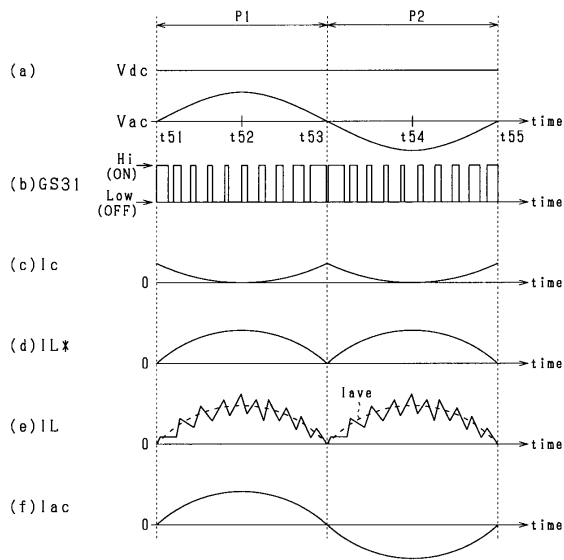 P1 P2
(a) Vdc
Vac time
t51 t52 t53 t54 t55
(b)GS31 Hi
(ON)
Low
(OFF) time
(c)Ic 0 time
(d)IL* 0 time
Iave
(e)IL 0 time
(f)Iac 0 time